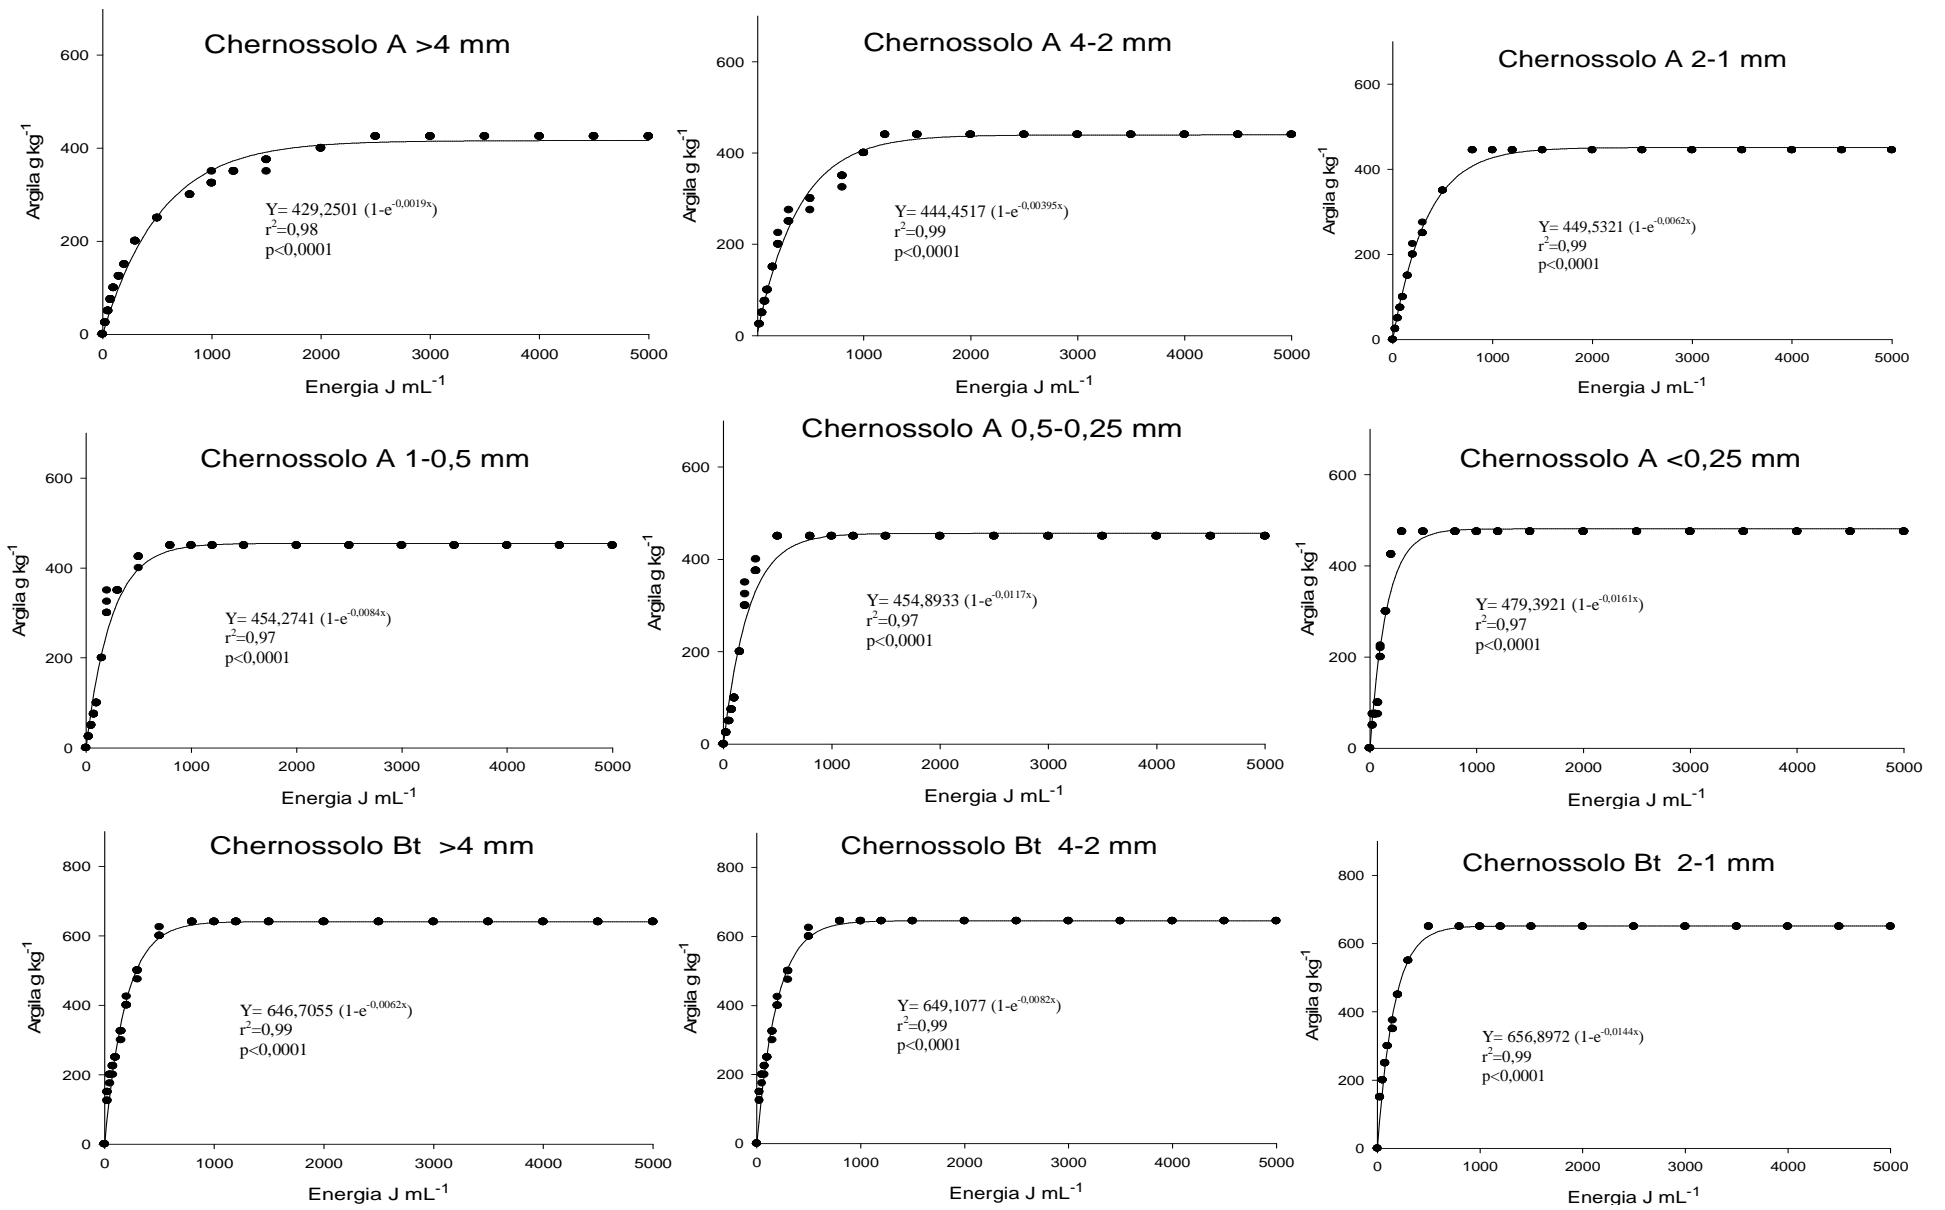 Chernossolo A >4 mm
600
400
200
0
Argila g kg⁻¹
Y= 429,2501 (1-e⁻⁰,⁰⁰¹⁹ˣ)
r²=0,98
p<0,0001
0 1000 2000 3000 4000 5000
Energia J mL⁻¹
Chernossolo A 4-2 mm
600
400
200
0
Argila g kg⁻¹
Y= 444,4517 (1-e⁻⁰,⁰⁰³⁹⁵ˣ)
r²=0,99
p<0,0001
1000 2000 3000 4000 5000
Energia J mL⁻¹
Chernossolo A 2-1 mm
600
400
200
0
Argila g kg⁻¹
Y= 449,5321 (1-e⁻⁰,⁰⁰⁶²ˣ)
r²=0,99
p<0,0001
0 1000 2000 3000 4000 5000
Energia J mL⁻¹
Chernossolo A 1-0,5 mm
600
400
200
0
Argila g kg⁻¹
Y= 454,2741 (1-e⁻⁰,⁰⁰⁸⁴ˣ)
r²=0,97
p<0,0001
0 1000 2000 3000 4000 5000
Energia J mL⁻¹
Chernossolo A 0,5-0,25 mm
600
400
200
0
Argila g kg⁻¹
Y= 454,8933 (1-e⁻⁰,⁰¹¹⁷ˣ)
r²=0,97
p<0,0001
0 1000 2000 3000 4000 5000
Energia J mL⁻¹
Chernossolo A <0,25 mm
600
400
200
0
Argila g kg⁻¹
Y= 479,3921 (1-e⁻⁰,⁰¹⁶¹ˣ)
r²=0,97
p<0,0001
0 1000 2000 3000 4000 5000
Energia J mL⁻¹
Chernossolo Bt >4 mm
800
600
400
200
0
Argila g kg⁻¹
Y= 646,7055 (1-e⁻⁰,⁰⁰⁶²ˣ)
r²=0,99
p<0,0001
0 1000 2000 3000 4000 5000
Energia J mL⁻¹
Chernossolo Bt 4-2 mm
800
600
400
200
0
Argila g kg⁻¹
Y= 649,1077 (1-e⁻⁰,⁰⁰⁸²ˣ)
r²=0,99
p<0,0001
0 1000 2000 3000 4000 5000
Energia J mL⁻¹
Chernossolo Bt 2-1 mm
800
600
400
200
0
Argila g kg⁻¹
Y= 656,8972 (1-e⁻⁰,⁰¹⁴⁴ˣ)
r²=0,99
p<0,0001
0 1000 2000 3000 4000 5000
Energia J mL⁻¹